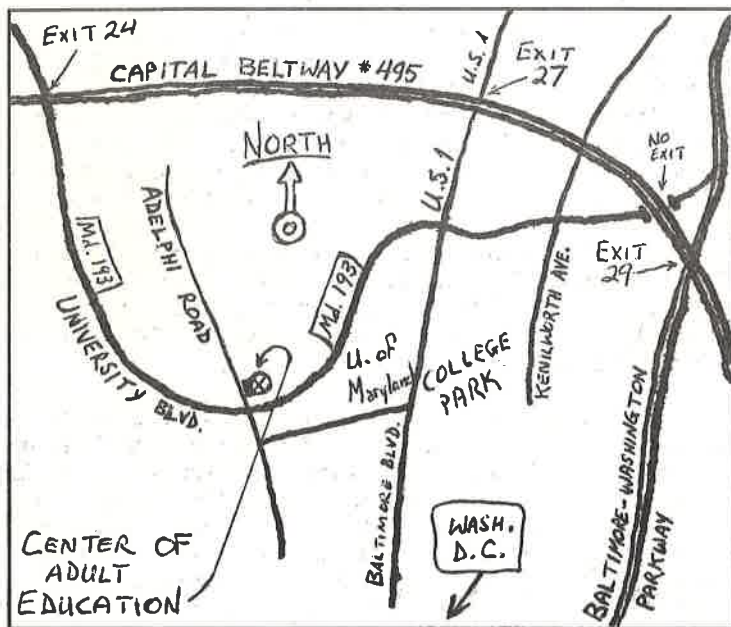 EXIT 24
CAPITAL BELTWAY #495
U.S. 1
EXIT
27
NORTH
NO
EXIT
U.S. 1
ADELPHI
ROAD
Md. 193
Md. 193
EXIT
29
KENILWORTH AVE.
UNIVERSITY
BLVD.
U. of
Maryland
COLLEGE
PARK
BALTIMORE BLVD.
WASH.
D.C.
BALTIMORE-WASHINGTON
PARKWAY
CENTER OF
ADULT
EDUCATION